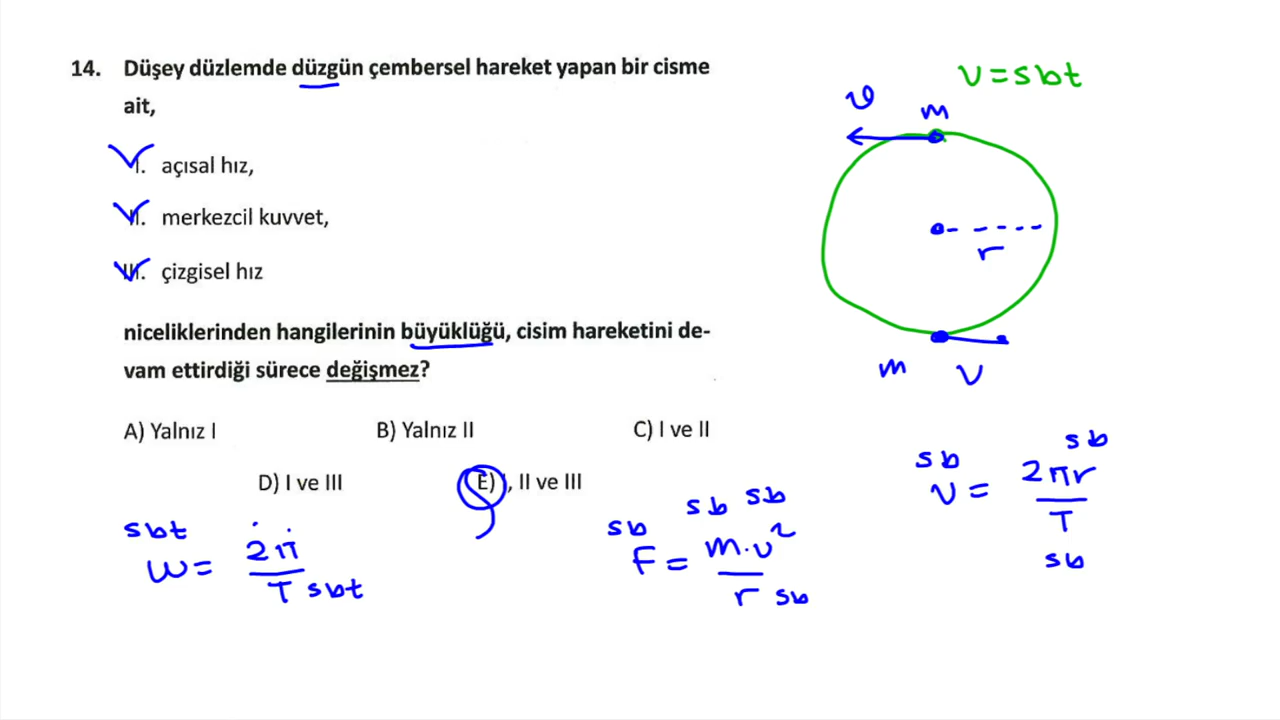 14. Düşey düzlemde düzgün çembersel hareket yapan bir cisme
ait,
I. açısal hız,
II. merkezcil kuvvet,
III. çizgisel hız
niceliklerinden hangilerinin büyüklüğü, cisim hareketini de-
vam ettirdiği sürece değişmez?
A) Yalnız I B) Yalnız II C) I ve II
D) I ve III E) I, II ve III
v = sbt
v m
r
m v
sbt
w = 2π
T sbt
sb sb sb
F = m.v²
r sb
sb sb
v = 2πr
T
sb